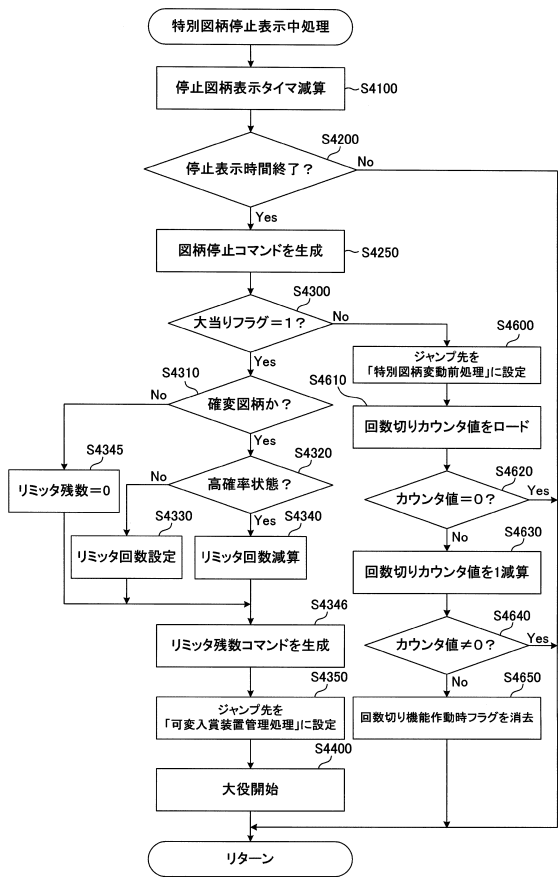 特別図柄停止表示中処理
停止図柄表示タイマ減算
S4100
S4200
停止表示時間終了？
No
Yes
図柄停止コマンドを生成
S4250
S4300
大当りフラグ＝1？
No
Yes
S4600
ジャンプ先を
「特別図柄変動前処理」に設定
S4310
確変図柄か？
No
Yes
S4610
回数切りカウンタ値をロード
S4345
リミッタ残数＝0
S4320
高確率状態？
No
Yes
S4620
カウンタ値＝0？
Yes
No
S4330
リミッタ回数設定
S4340
リミッタ回数減算
S4630
回数切りカウンタ値を1減算
S4346
リミッタ残数コマンドを生成
S4640
カウンタ値≠0？
Yes
No
S4350
ジャンプ先を
「可変入賞装置管理処理」に設定
S4650
回数切り機能作動時フラグを消去
S4400
大役開始
リターン